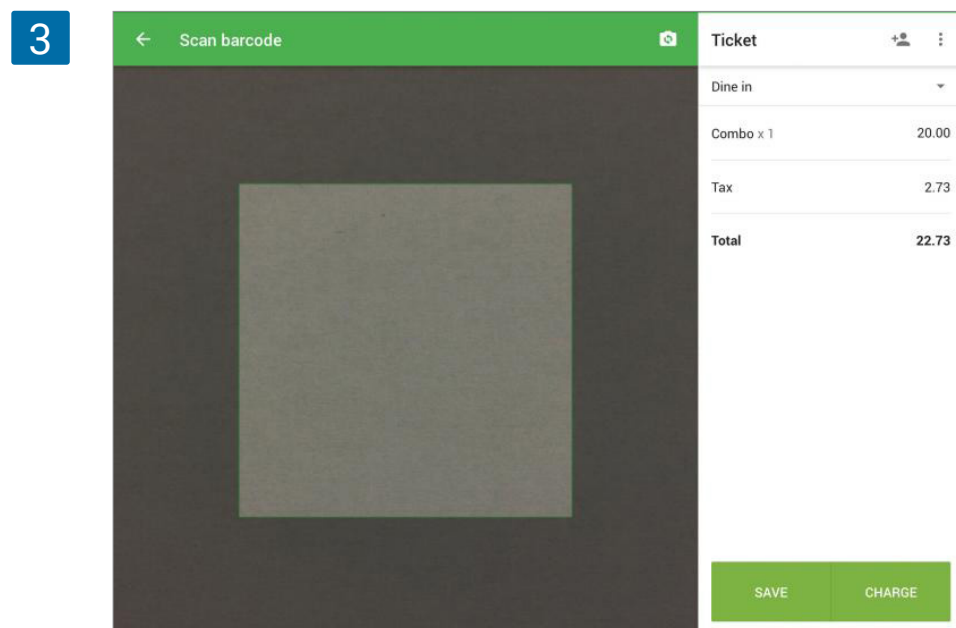 3
Scan barcode
Ticket
Dine in
Combo x 1 20.00
Tax 2.73
Total 22.73
SAVE CHARGE